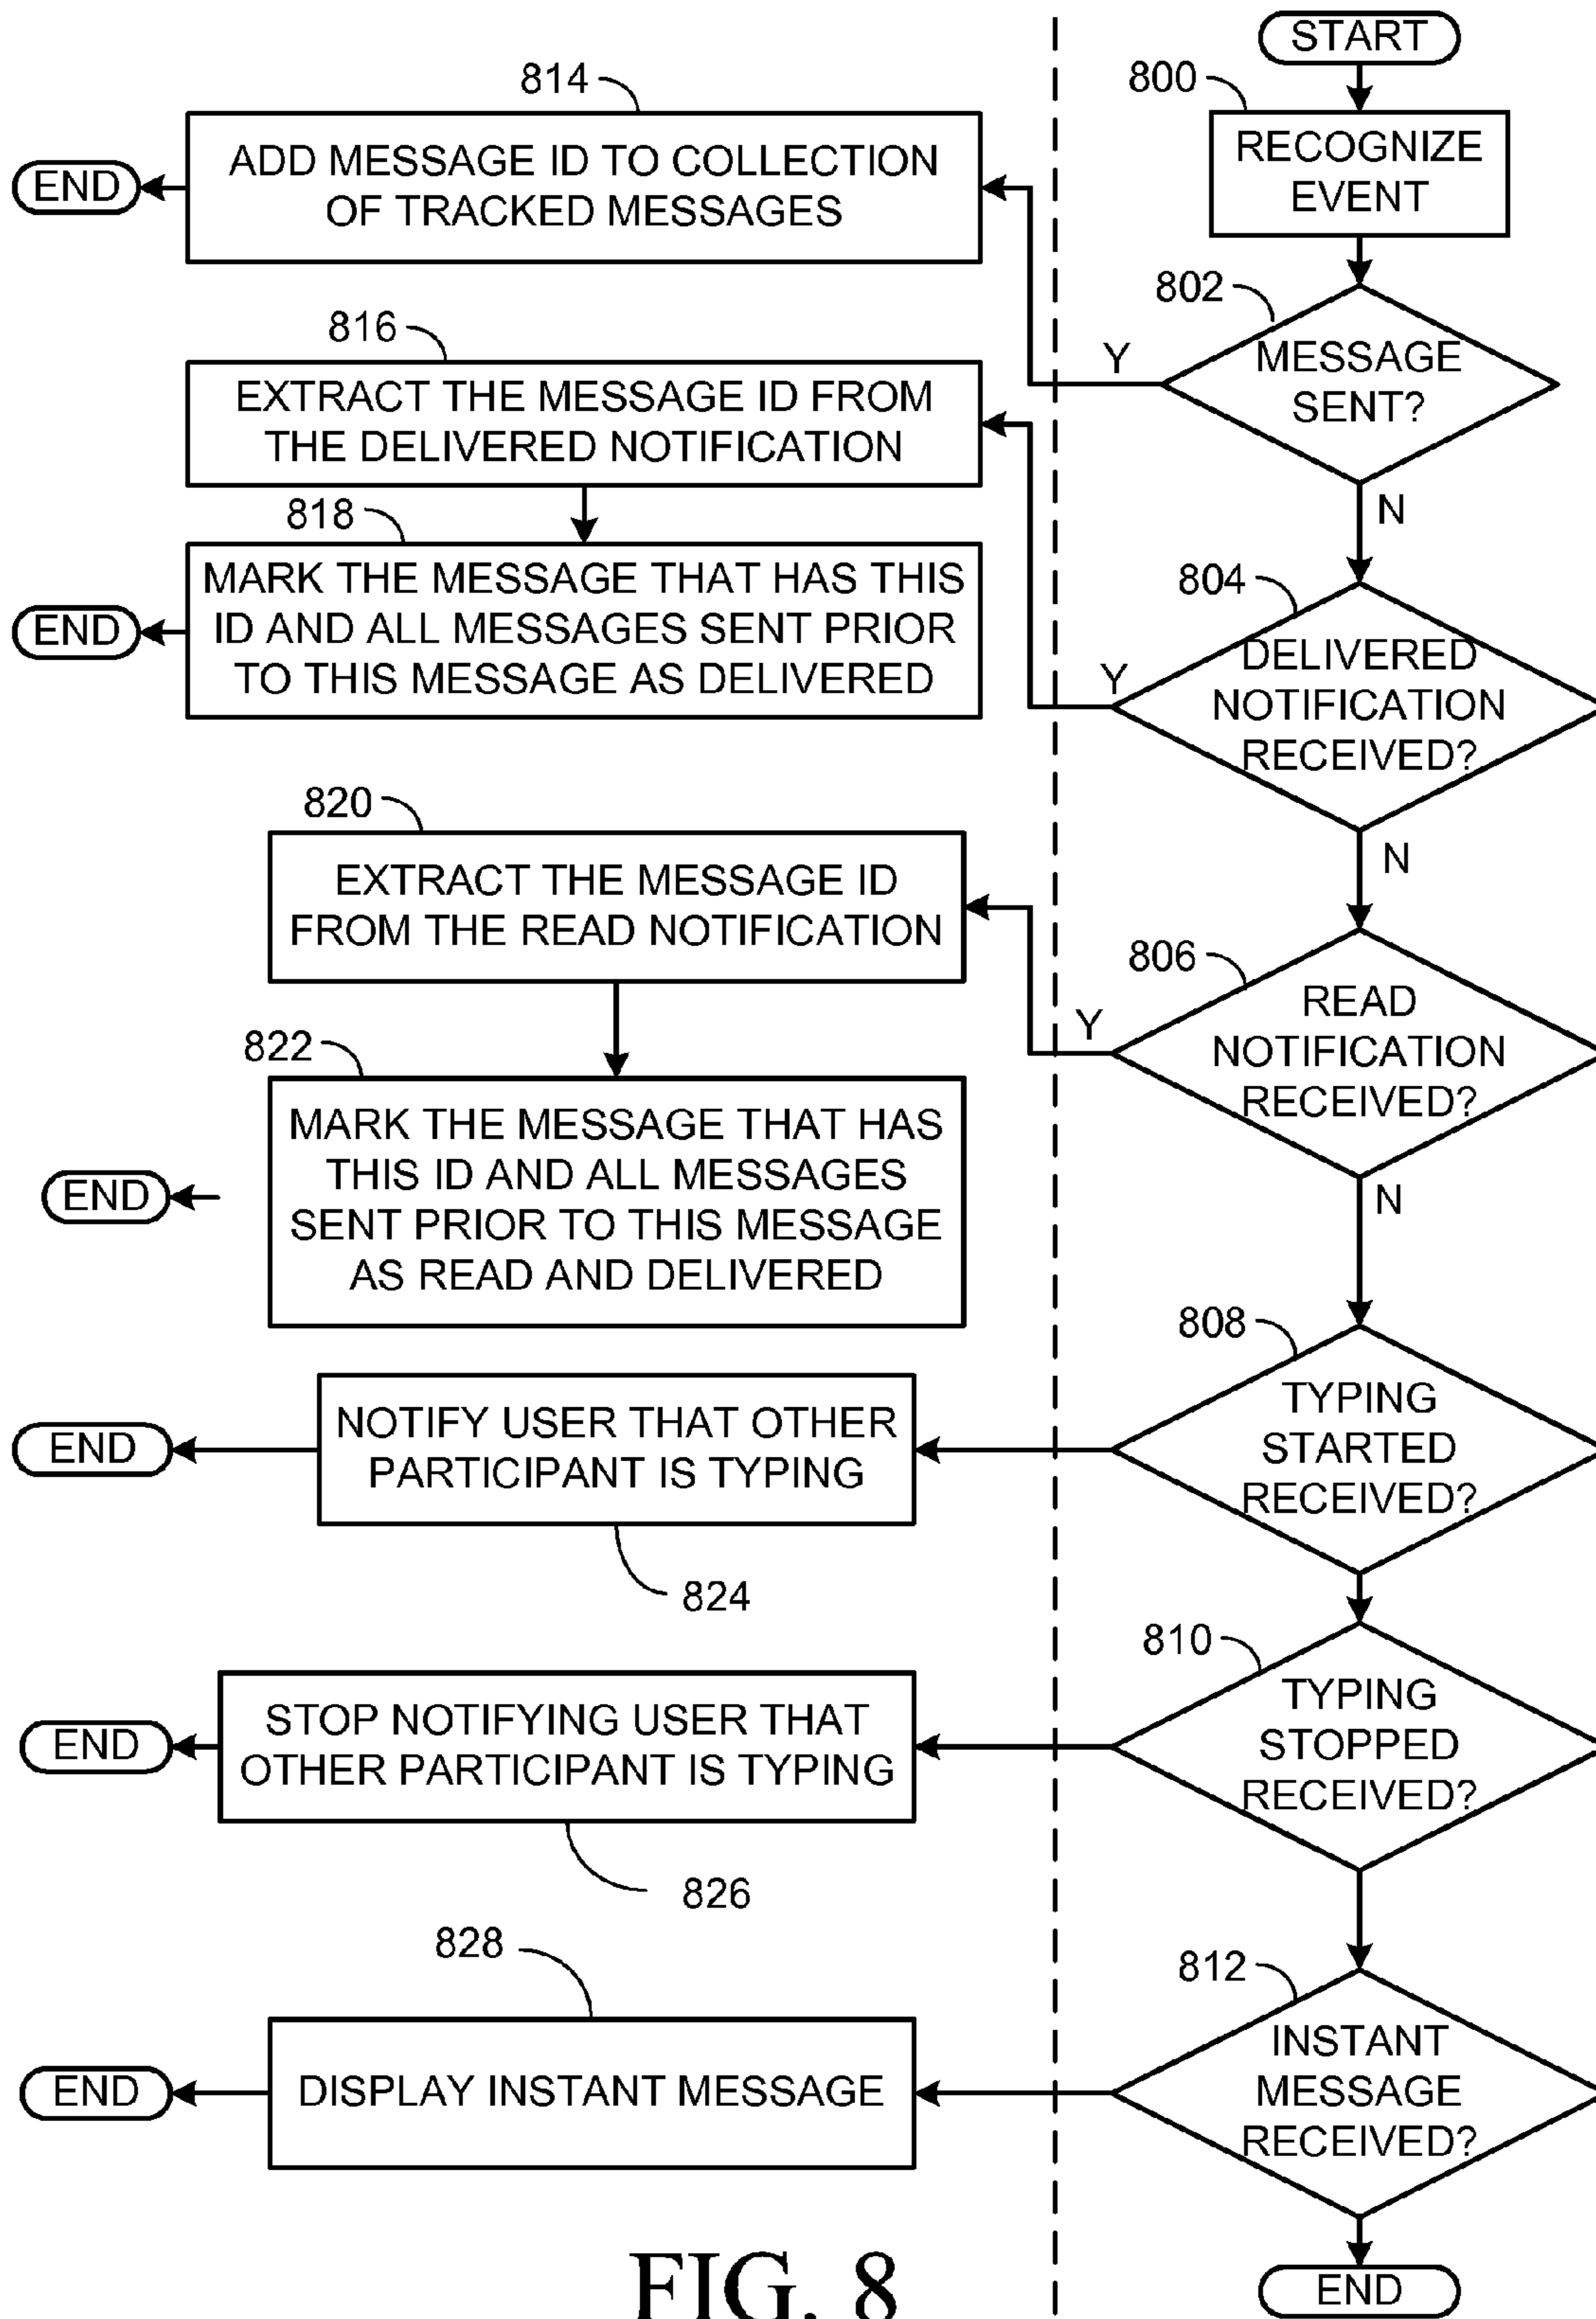 START
800
RECOGNIZE
EVENT
814
ADD MESSAGE ID TO COLLECTION
OF TRACKED MESSAGES
END
802
MESSAGE
SENT?
Y
N
816
EXTRACT THE MESSAGE ID FROM
THE DELIVERED NOTIFICATION
818
MARK THE MESSAGE THAT HAS THIS
ID AND ALL MESSAGES SENT PRIOR
TO THIS MESSAGE AS DELIVERED
END
804
DELIVERED
NOTIFICATION
RECEIVED?
Y
N
820
EXTRACT THE MESSAGE ID
FROM THE READ NOTIFICATION
806
READ
NOTIFICATION
RECEIVED?
Y
N
822
MARK THE MESSAGE THAT HAS
THIS ID AND ALL MESSAGES
SENT PRIOR TO THIS MESSAGE
AS READ AND DELIVERED
END
808
TYPING
STARTED
RECEIVED?
NOTIFY USER THAT OTHER
PARTICIPANT IS TYPING
824
END
810
TYPING
STOPPED
RECEIVED?
STOP NOTIFYING USER THAT
OTHER PARTICIPANT IS TYPING
826
END
812
INSTANT
MESSAGE
RECEIVED?
828
DISPLAY INSTANT MESSAGE
END
END
FIG. 8